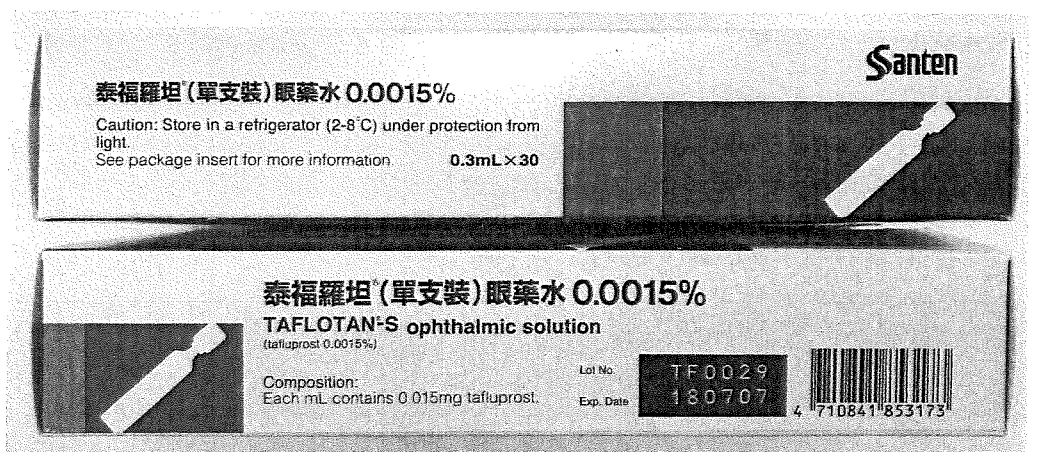 Santen
泰福羅坦®(單支裝)眼藥水 0.0015%
Caution: Store in a refrigerator (2-8°C) under protection from
light.
See package insert for more information. 0.3mL×30
泰福羅坦®(單支裝)眼藥水 0.0015%
TAFLOTAN®-S ophthalmic solution
(tafluprost 0.0015%)
Composition:
Each mL contains 0.015mg tafluprost.
Lot No. TF0029
Exp. Date 180707
4 710841 853173